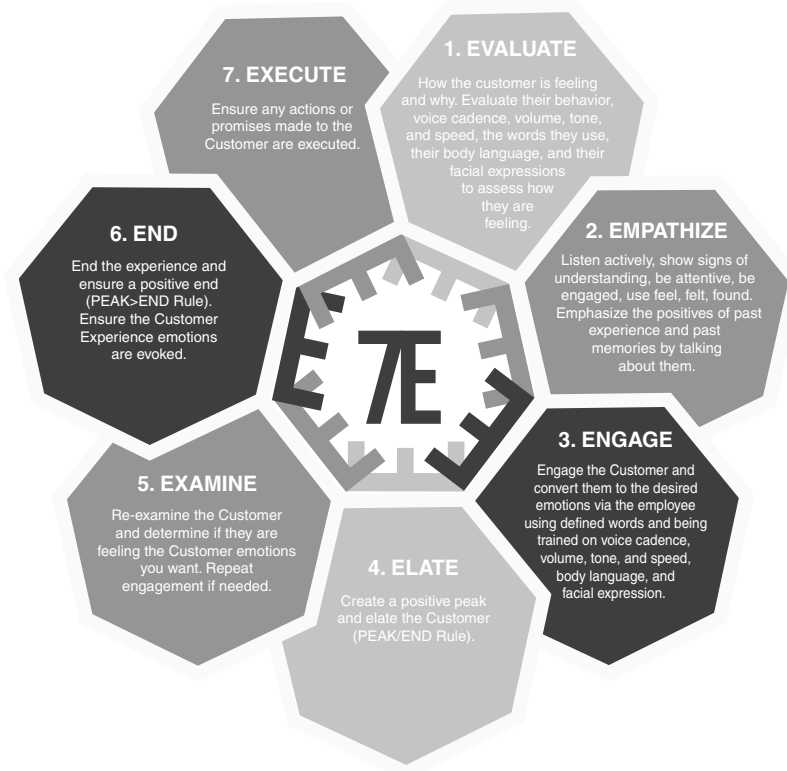 1. EVALUATE
How the customer is feeling
and why. Evaluate their behavior,
voice cadence, volume, tone,
and speed, the words they use,
their body language, and their
facial expressions
to assess how
they are
feeling.
2. EMPATHIZE
Listen actively, show signs of
understanding, be attentive, be
engaged, use feel, felt, found.
Emphasize the positives of past
experience and past
memories by talking
about them.
3. ENGAGE
Engage the Customer and
convert them to the desired
emotions via the employee
using defined words and being
trained on voice cadence,
volume, tone, and speed,
body language, and
facial expression.
4. ELATE
Create a positive peak
and elate the Customer
(PEAK/END Rule).
5. EXAMINE
Re-examine the Customer
and determine if they are
feeling the Customer emotions
you want. Repeat
engagement if needed.
6. END
End the experience and
ensure a positive end
(PEAK>END Rule).
Ensure the Customer
Experience emotions
are evoked.
7. EXECUTE
Ensure any actions or
promises made to the
Customer are executed.
7E